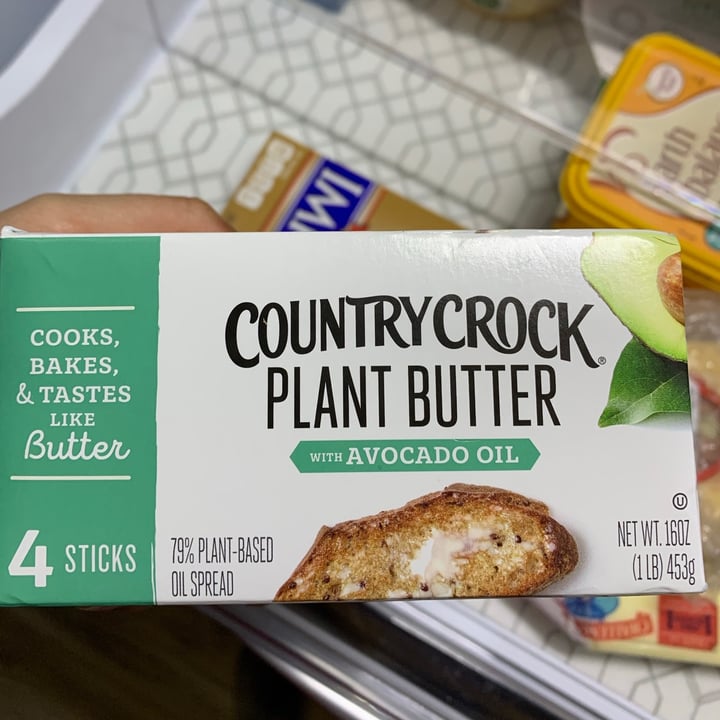 COOKS,
BAKES,
& TASTES
LIKE
Butter
4 STICKS
COUNTRY CROCK®
PLANT BUTTER
WITH AVOCADO OIL
79% PLANT-BASED
OIL SPREAD
U
NET WT. 16OZ
(1 LB) 453g
earth